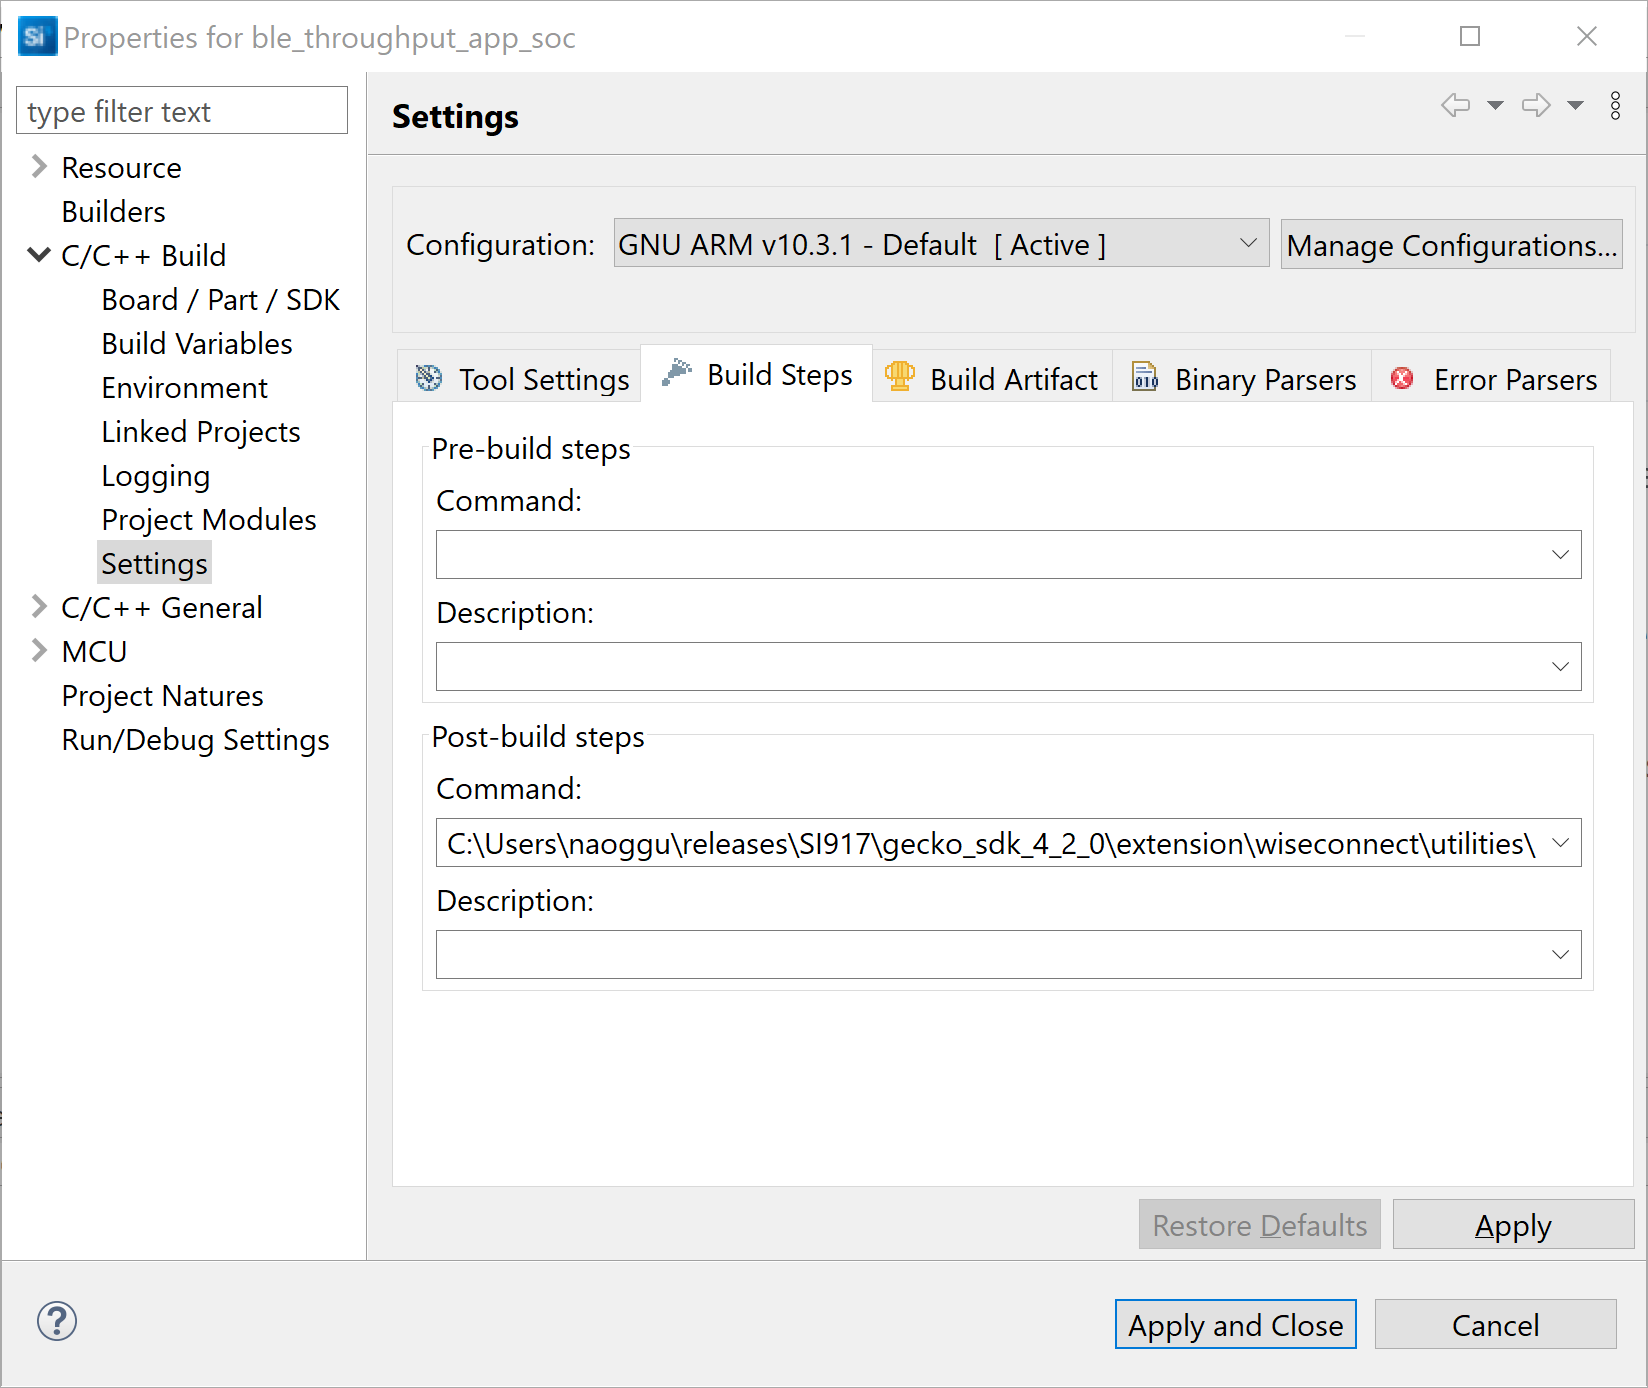 Si
Properties for ble_throughput_app_soc
type filter text
Resource
Builders
C/C++ Build
Board / Part / SDK
Build Variables
Environment
Linked Projects
Logging
Project Modules
Settings
C/C++ General
MCU
Project Natures
Run/Debug Settings
Settings
Configuration: GNU ARM v10.3.1 - Default [ Active ] Manage Configurations...
Tool Settings Build Steps Build Artifact 010 Binary Parsers Error Parsers
Pre-build steps
Command:
Description:
Post-build steps
Command:
C:\Users\naoggu\releases\SI917\gecko_sdk_4_2_0\extension\wiseconnect\utilities\
Description:
Restore Defaults Apply
? Apply and Close Cancel